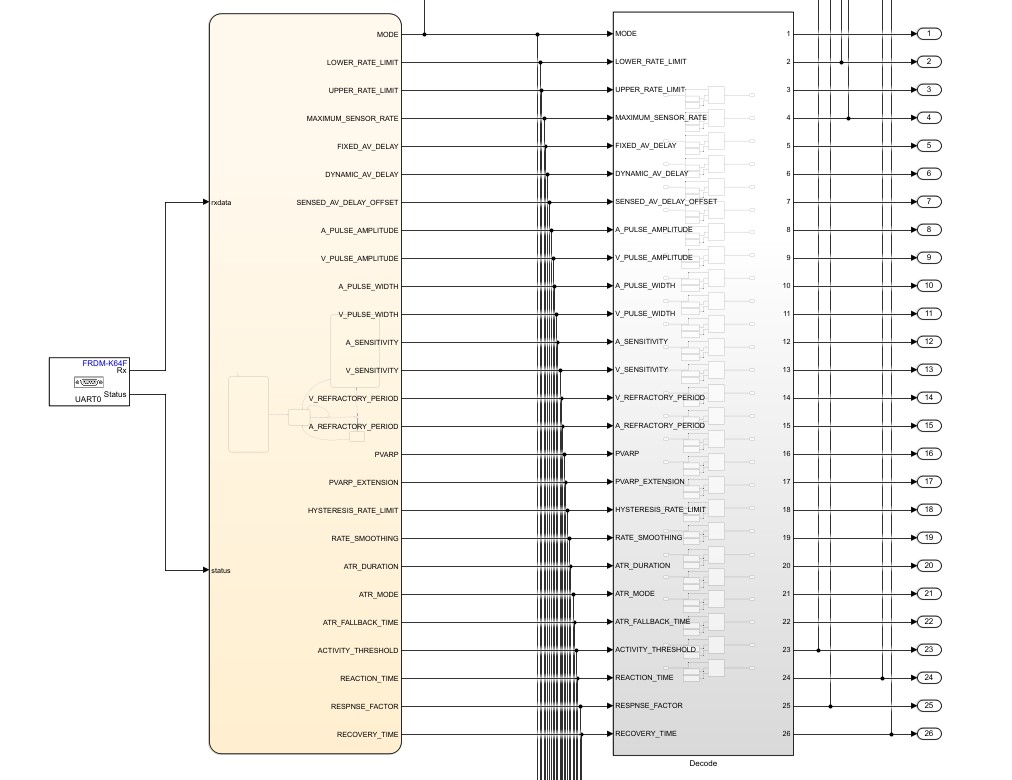 FRDM-K64F
Rx
Status
UART0
rxdata
status
MODE
LOWER_RATE_LIMIT
UPPER_RATE_LIMIT
MAXIMUM_SENSOR_RATE
FIXED_AV_DELAY
DYNAMIC_AV_DELAY
SENSED_AV_DELAY_OFFSET
A_PULSE_AMPLITUDE
V_PULSE_AMPLITUDE
A_PULSE_WIDTH
V_PULSE_WIDTH
A_SENSITIVITY
V_SENSITIVITY
V_REFRACTORY_PERIOD
A_REFRACTORY_PERIOD
PVARP
PVARP_EXTENSION
HYSTERESIS_RATE_LIMIT
RATE_SMOOTHING
ATR_DURATION
ATR_MODE
ATR_FALLBACK_TIME
ACTIVITY_THRESHOLD
REACTION_TIME
RESPNSE_FACTOR
RECOVERY_TIME
MODE
LOWER_RATE_LIMIT
UPPER_RATE_LIMIT
MAXIMUM_SENSOR_RATE
FIXED_AV_DELAY
DYNAMIC_AV_DELAY
SENSED_AV_DELAY_OFFSET
A_PULSE_AMPLITUDE
V_PULSE_AMPLITUDE
A_PULSE_WIDTH
V_PULSE_WIDTH
A_SENSITIVITY
V_SENSITIVITY
V_REFRACTORY_PERIOD
A_REFRACTORY_PERIOD
PVARP
PVARP_EXTENSION
HYSTERESIS_RATE_LIMIT
RATE_SMOOTHING
ATR_DURATION
ATR_MODE
ATR_FALLBACK_TIME
ACTIVITY_THRESHOLD
REACTION_TIME
RESPNSE_FACTOR
RECOVERY_TIME
1
2
3
4
5
6
7
8
9
10
11
12
13
14
15
16
17
18
19
20
21
22
23
24
25
26
Decode
1
2
3
4
5
6
7
8
9
10
11
12
13
14
15
16
17
18
19
20
21
22
23
24
25
26